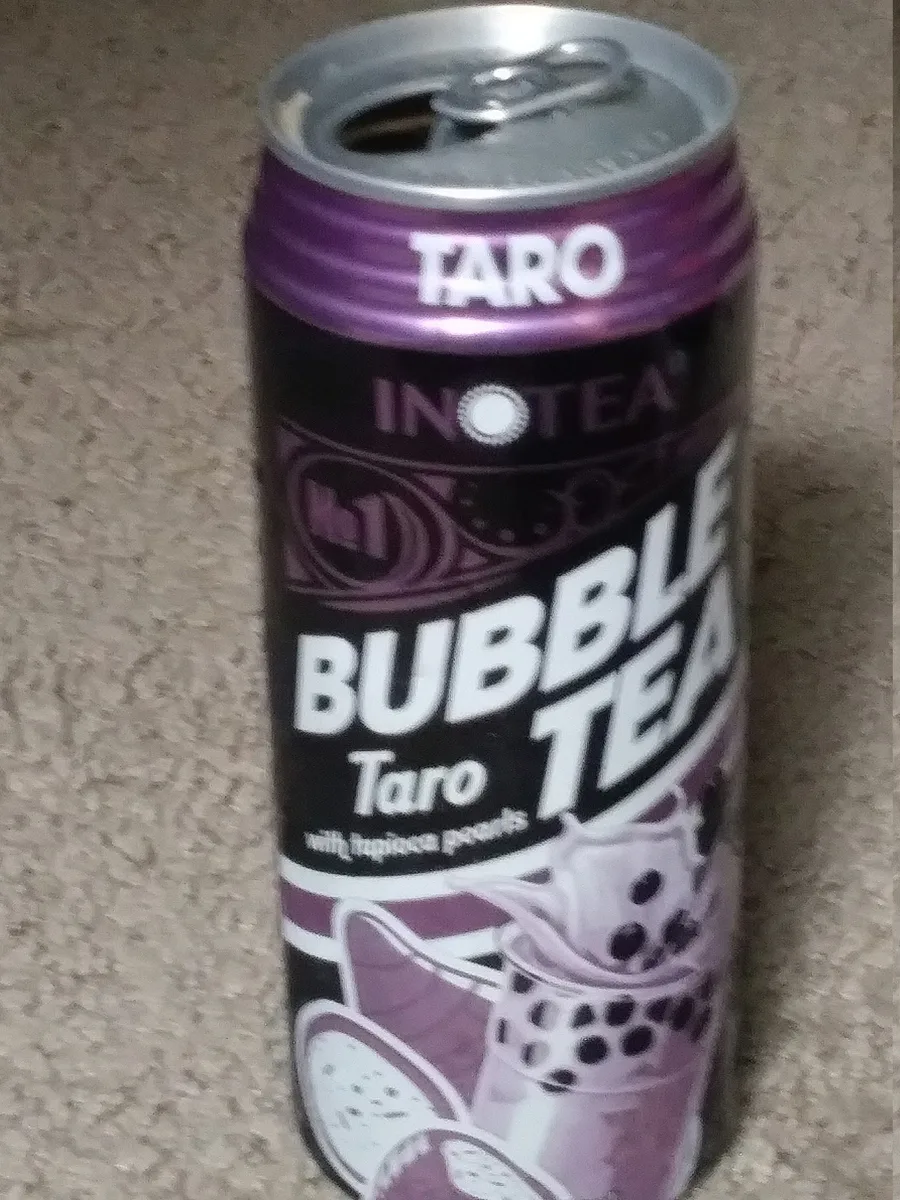 TARO
INOTEA
No.1
BUBBLE
TEA
Taro
with tapioca pearls